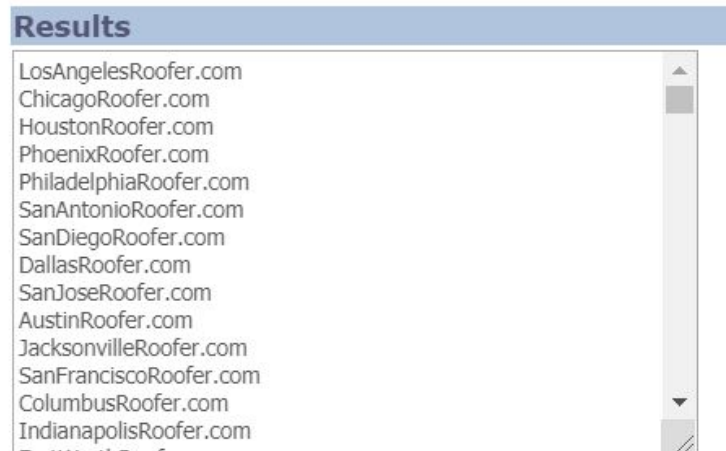 Results
LosAngelesRoofer.com
ChicagoRoofer.com
HoustonRoofer.com
PhoenixRoofer.com
PhiladelphiaRoofer.com
SanAntonioRoofer.com
SanDiegoRoofer.com
DallasRoofer.com
SanJoseRoofer.com
AustinRoofer.com
JacksonvilleRoofer.com
SanFranciscoRoofer.com
ColumbusRoofer.com
IndianapolisRoofer.com